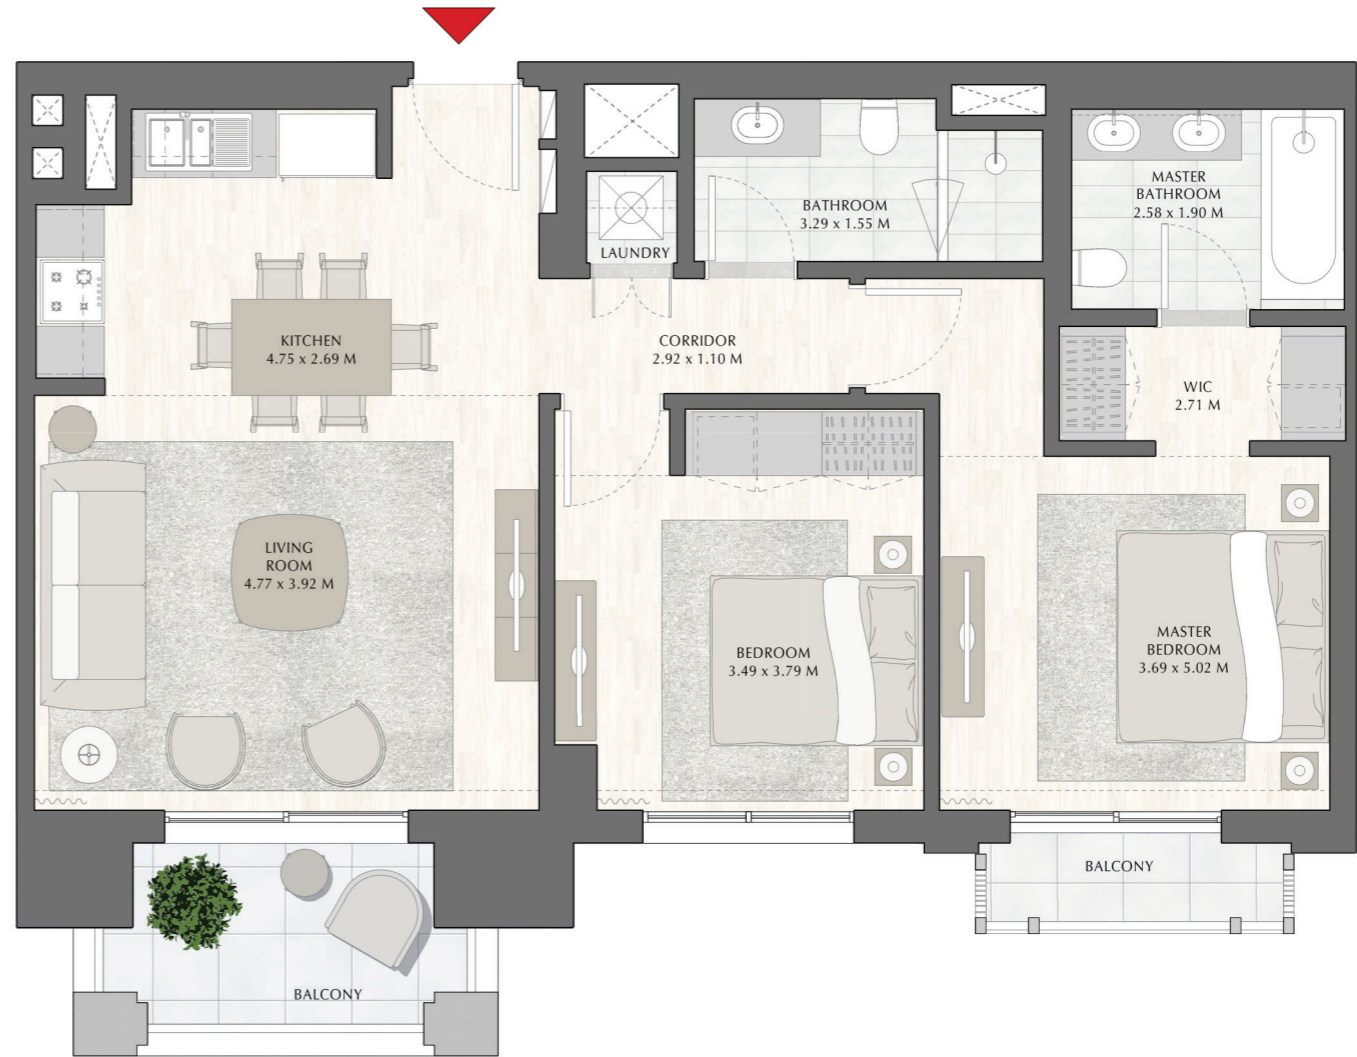 MASTER
BATHROOM
2.58 x 1.90 M
BATHROOM
3.29 x 1.55 M
LAUNDRY
KITCHEN
4.75 x 2.69 M
CORRIDOR
2.92 x 1.10 M
WIC
2.71 M
LIVING
ROOM
4.77 x 3.92 M
BEDROOM
3.49 x 3.79 M
MASTER
BEDROOM
3.69 x 5.02 M
BALCONY
BALCONY